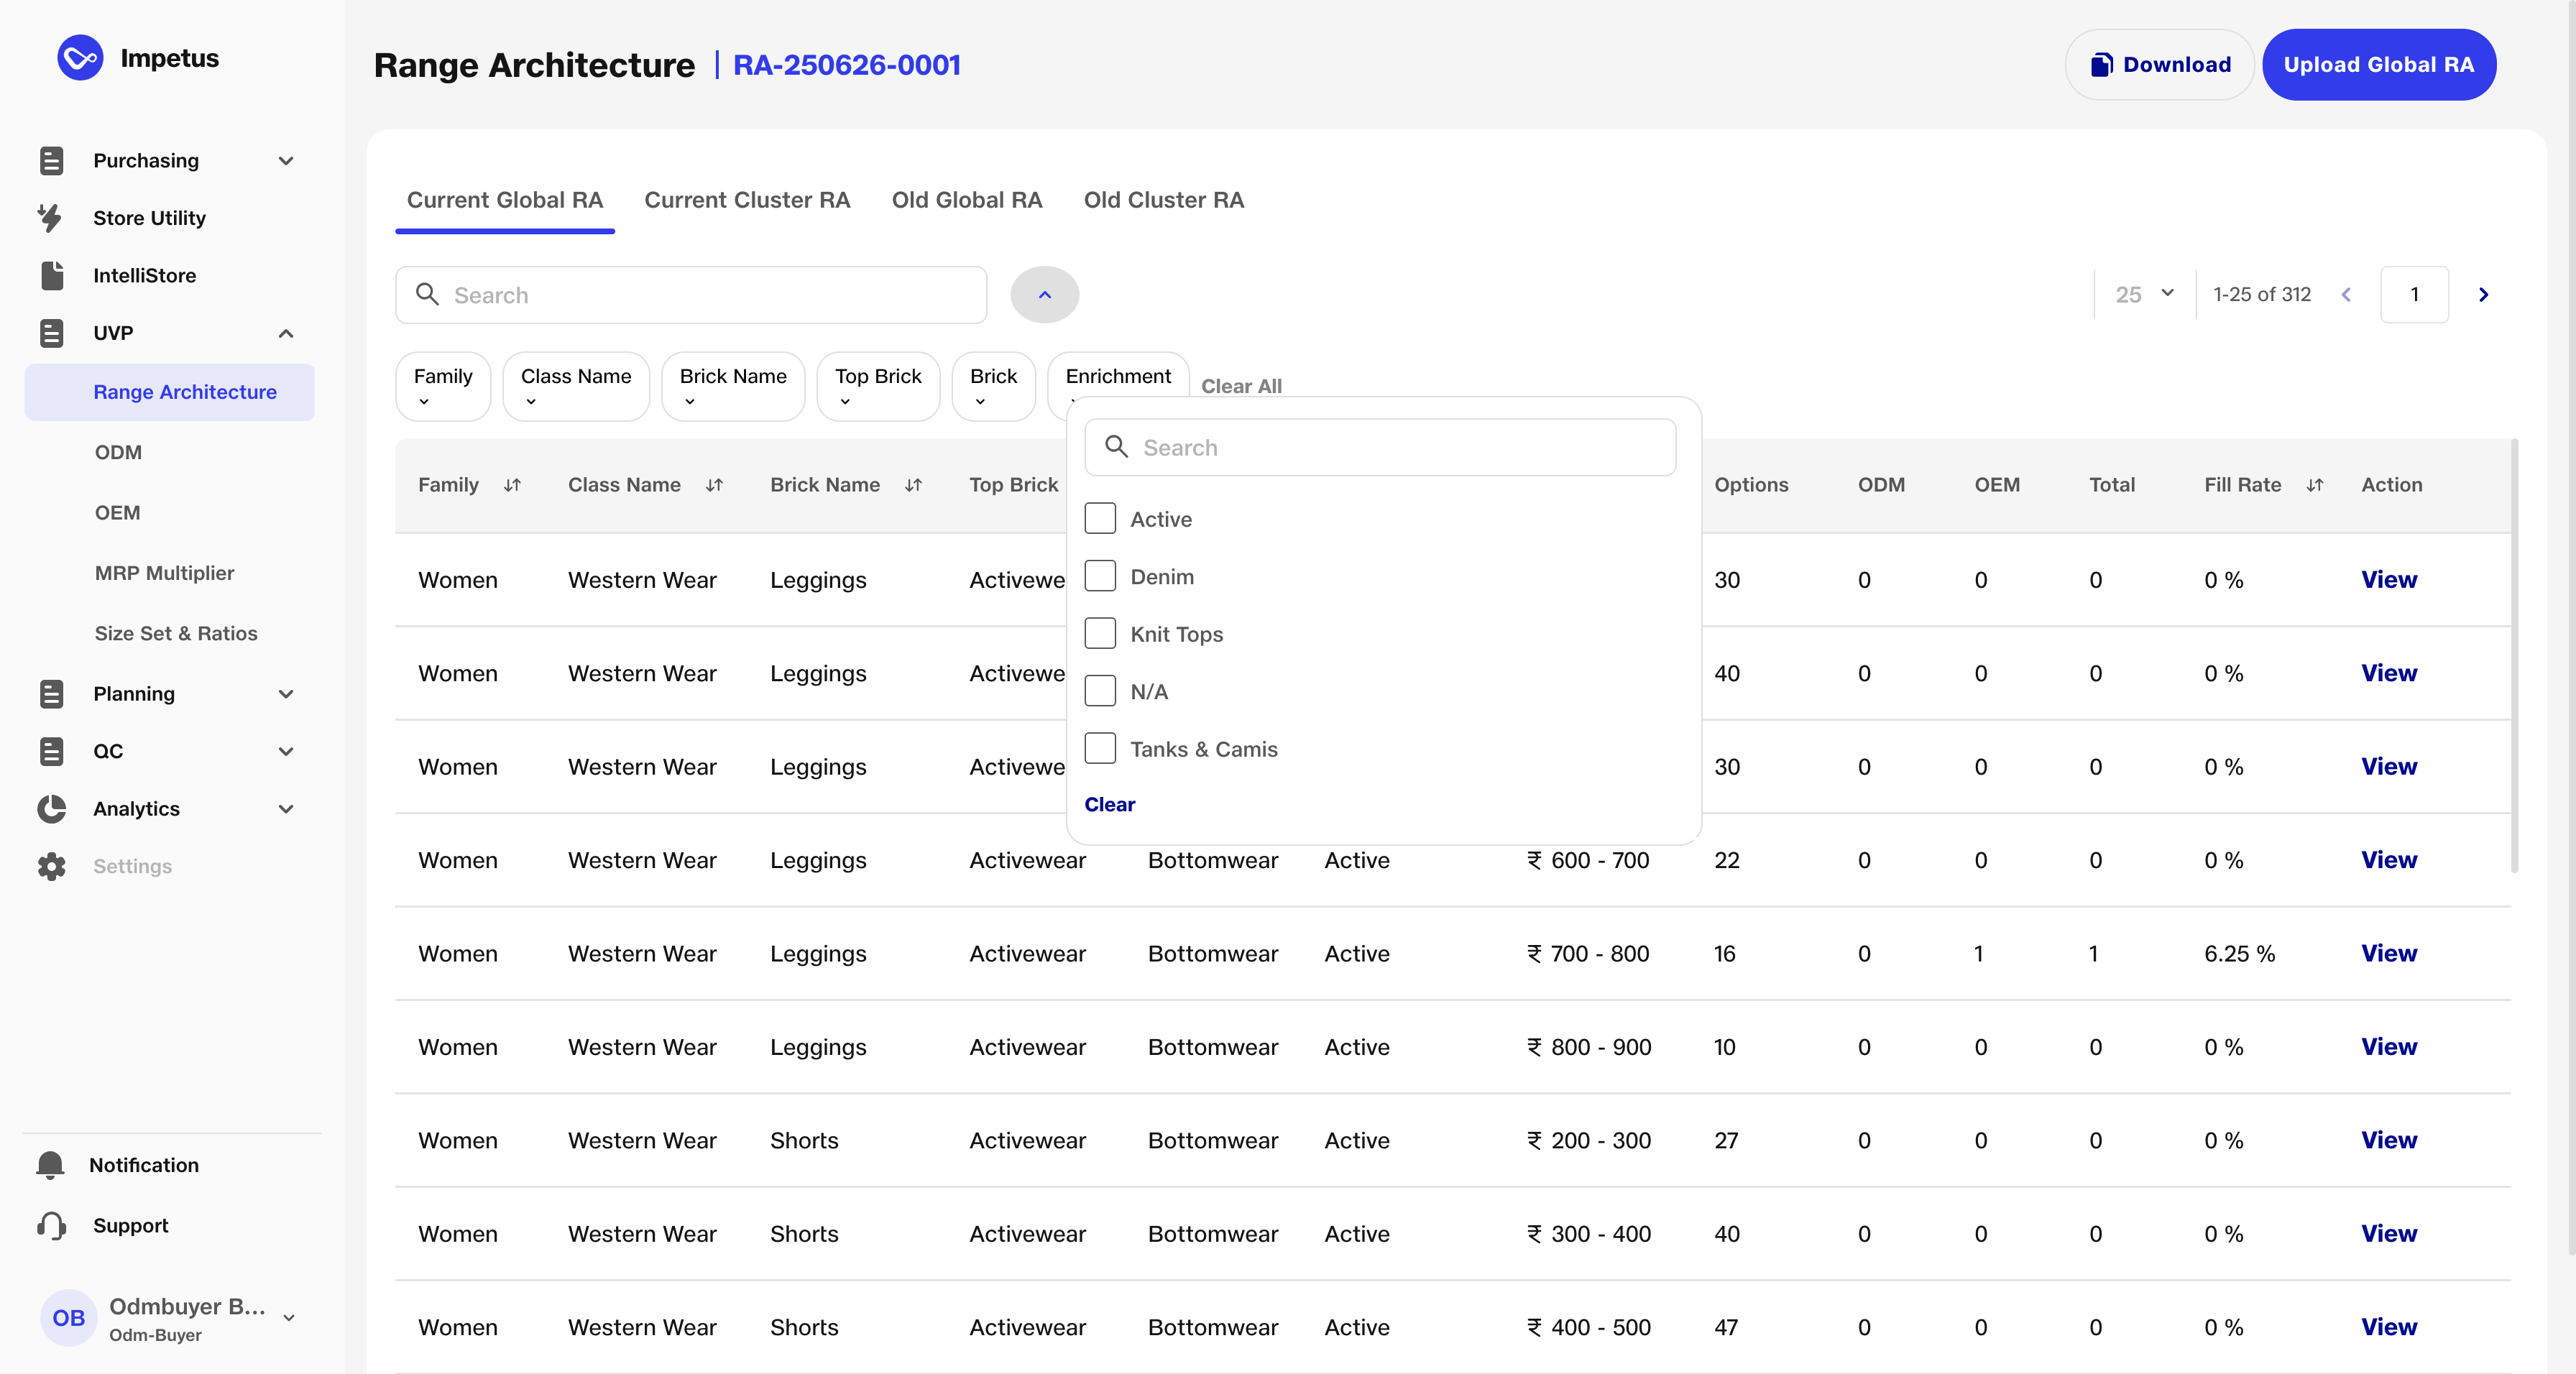 Impetus
Purchasing
Store Utility
IntelliStore
UVP
Range Architecture
ODM
OEM
MRP Multiplier
Size Set & Ratios
Planning
QC
Analytics
Settings
Notification
Support
OB
Odmbuyer B...
Odm-Buyer
Range Architecture | RA-250626-0001
Download
Upload Global RA
Current Global RA Current Cluster RA Old Global RA Old Cluster RA
Search
25 1-25 of 312 1
Family Class Name Brick Name Top Brick Brick Enrichment Clear All
Search
Active
Denim
Knit Tops
N/A
Tanks & Camis
Clear
Family Class Name Brick Name Top Brick Options ODM OEM Total Fill Rate Action
Women Western Wear Leggings Activewe 30 0 0 0 0 % View
Women Western Wear Leggings Activewe 40 0 0 0 0 % View
Women Western Wear Leggings Activewe 30 0 0 0 0 % View
Women Western Wear Leggings Activewear Bottomwear Active ₹ 600 - 700 22 0 0 0 0 % View
Women Western Wear Leggings Activewear Bottomwear Active ₹ 700 - 800 16 0 1 1 6.25 % View
Women Western Wear Leggings Activewear Bottomwear Active ₹ 800 - 900 10 0 0 0 0 % View
Women Western Wear Shorts Activewear Bottomwear Active ₹ 200 - 300 27 0 0 0 0 % View
Women Western Wear Shorts Activewear Bottomwear Active ₹ 300 - 400 40 0 0 0 0 % View
Women Western Wear Shorts Activewear Bottomwear Active ₹ 400 - 500 47 0 0 0 0 % View